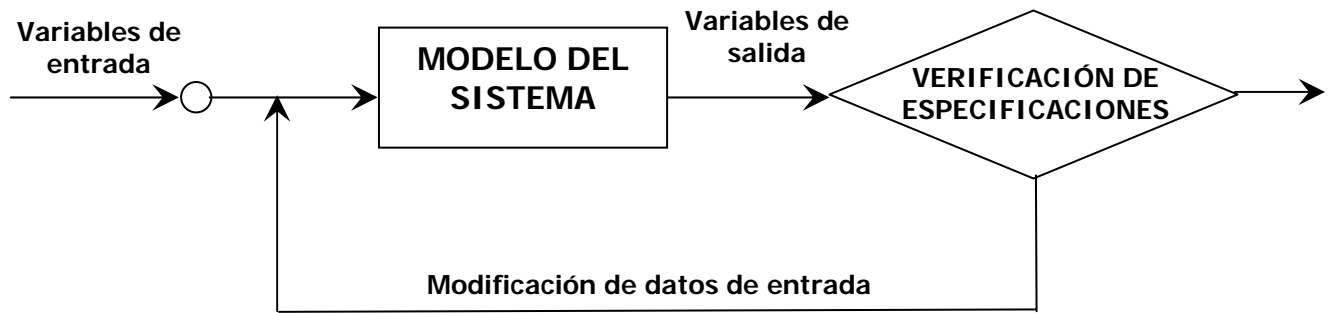 Variables de
entrada
MODELO DEL
SISTEMA
Variables de
salida
VERIFICACIÓN DE
ESPECIFICACIONES
Modificación de datos de entrada